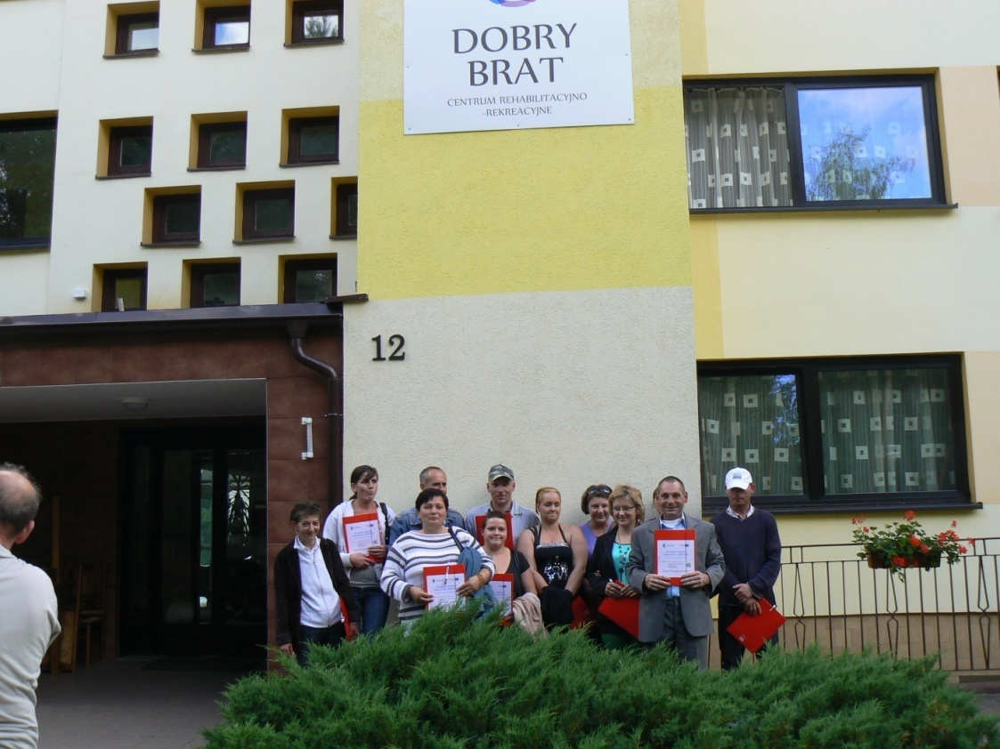 DOBRY
BRAT
CENTRUM REHABILITACYJNO
-REKREACYJNE
12